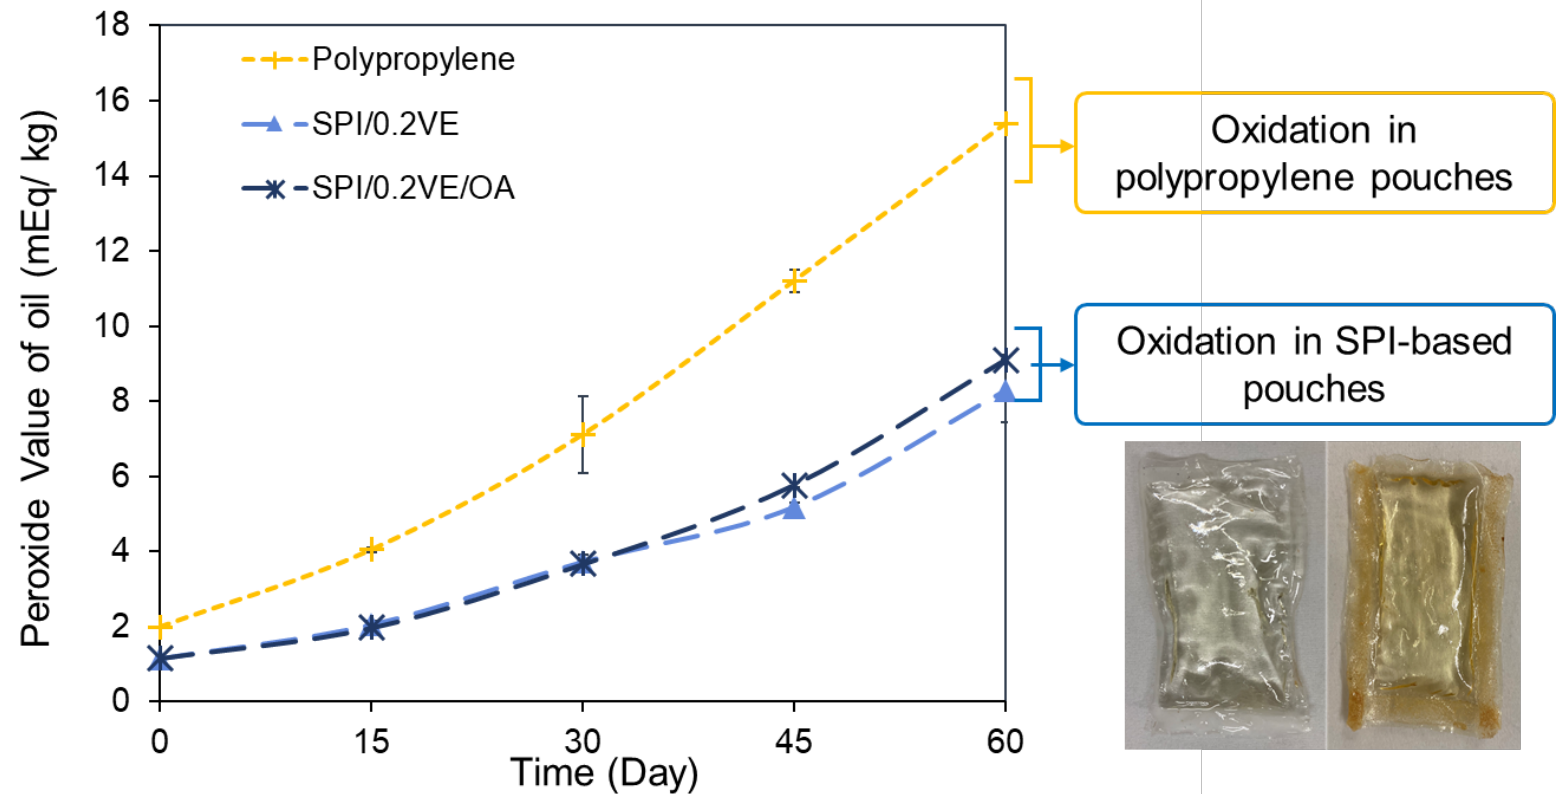 Peroxide Value of oil (mEq/ kg)
18
16
14
12
10
8
6
4
2
0
Polypropylene
SPI/0.2VE
SPI/0.2VE/OA
0 15 30 45 60
Time (Day)
Oxidation in
polypropylene pouches
Oxidation in SPI-based
pouches